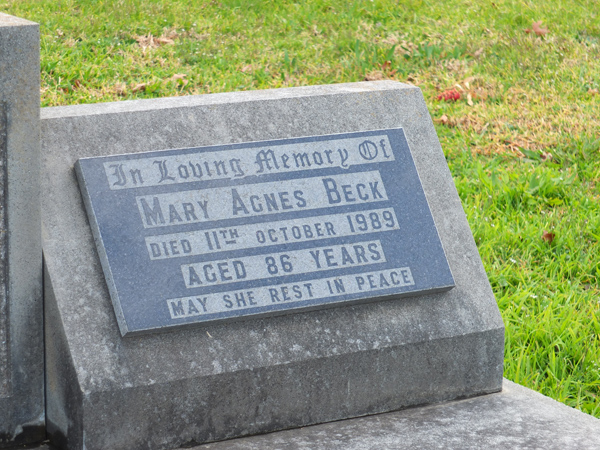 In Loving Memory Of
MARY AGNES BECK
DIED 11TH OCTOBER 1989
AGED 86 YEARS
MAY SHE REST IN PEACE